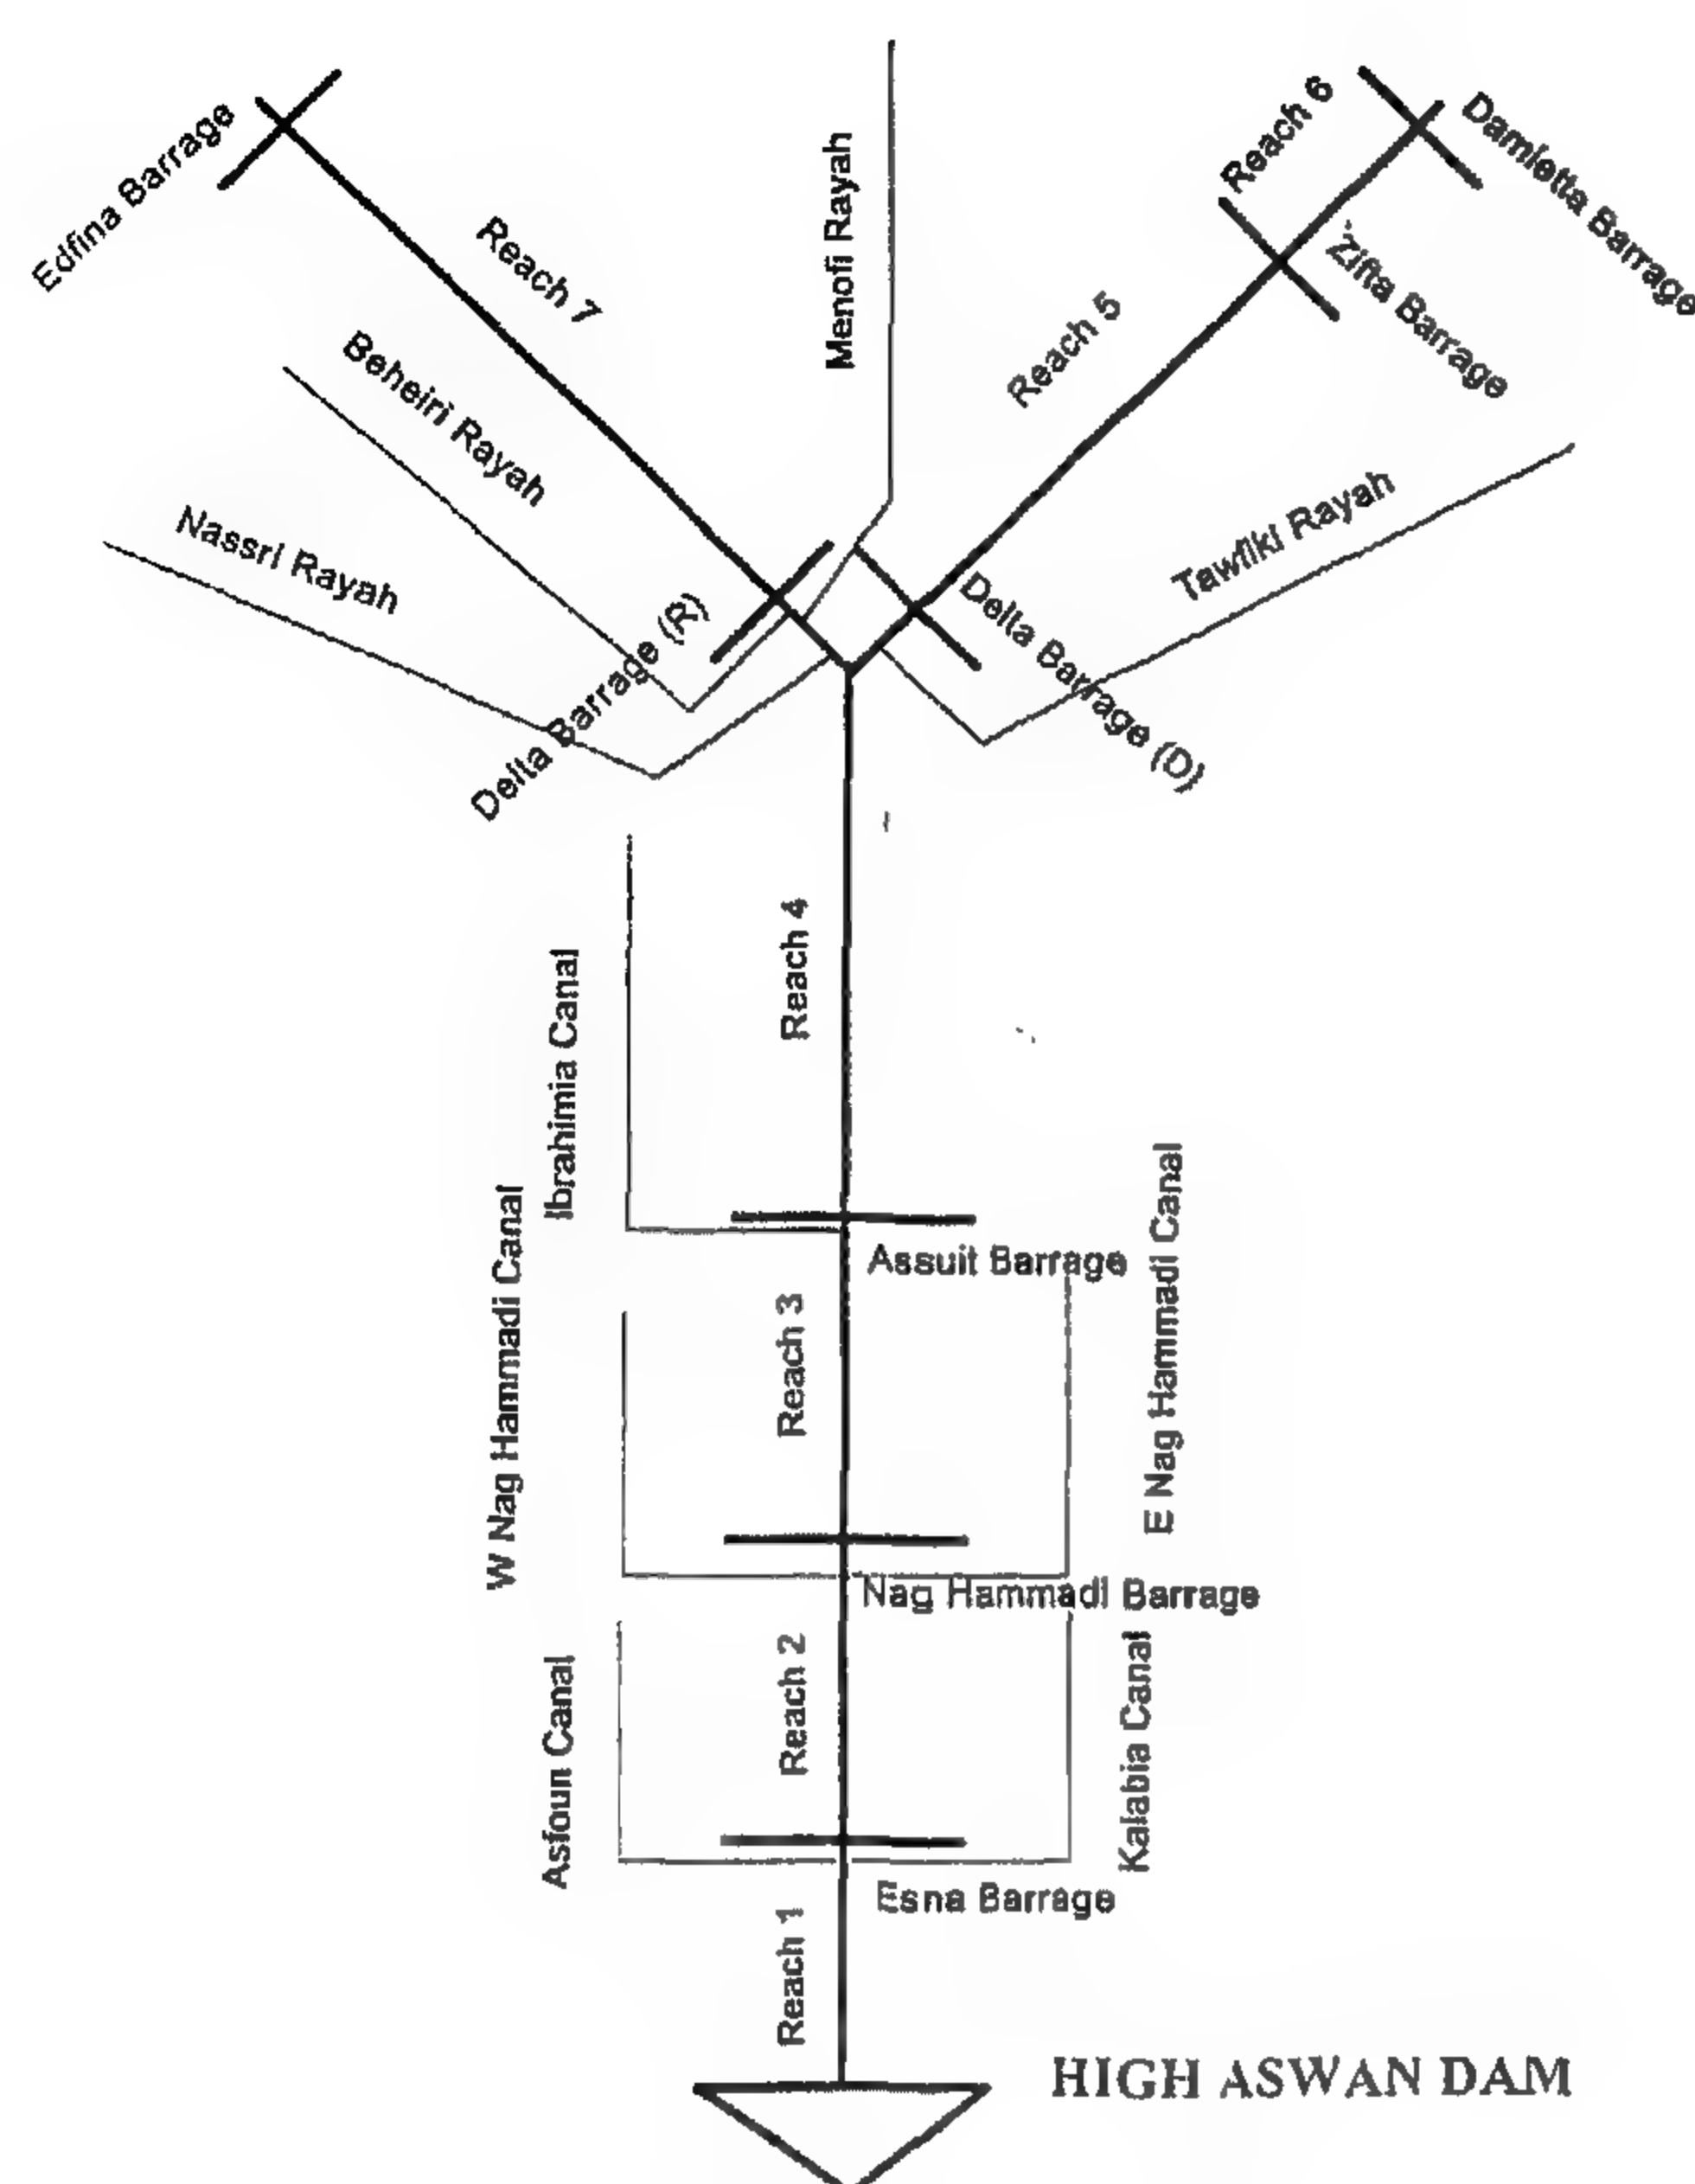 Edfina Barrage
Reach 7
Menofi Rayah
Reach 6
Damietta Barrage
Zifta Barrage
Reach 5
Beheiri Rayah
Nassri Rayah
Tawfiki Rayah
Delta Barrage (R)
Delta Barrage (D)
Reach 4
Ibrahimia Canal
Assuit Barrage
W Nag Hammadi Canal
Reach 3
E Nag Hammadi Canal
Nag Hammadi Barrage
Asfoun Canal
Reach 2
Kalabia Canal
Esna Barrage
Reach 1
HIGH ASWAN DAM